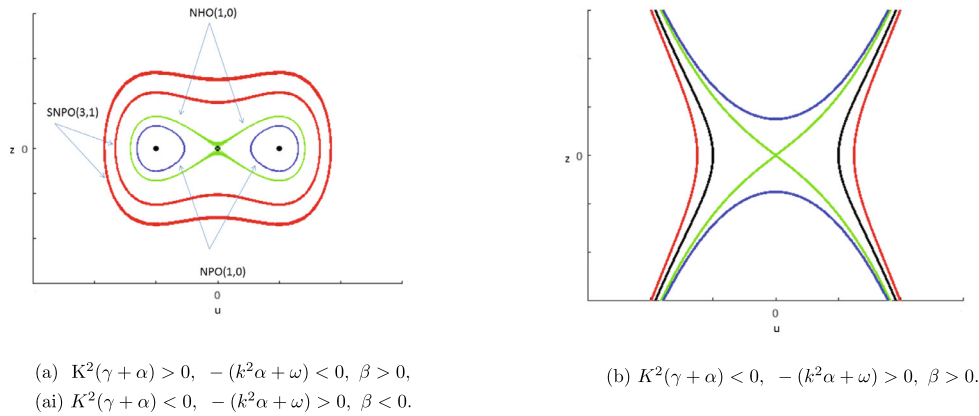 NHO(1,0)
SNPO(3,1)
z 0
NPO(1,0)
0
u
z 0
0
u
(a) K²(γ + α) > 0, − (k²α + ω) < 0, β > 0,
(ai) K²(γ + α) < 0, − (k²α + ω) > 0, β < 0.
(b) K²(γ + α) < 0, − (k²α + ω) > 0, β > 0.